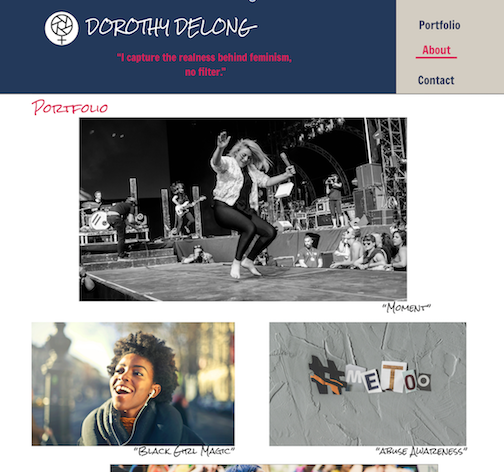 DOROTHY DELONG
"I capture the realness behind feminism,
no filter."
Portfolio
About
Contact
Portfolio
"Moment"
#METOO
"Black Girl Magic"
"Abuse Awareness"